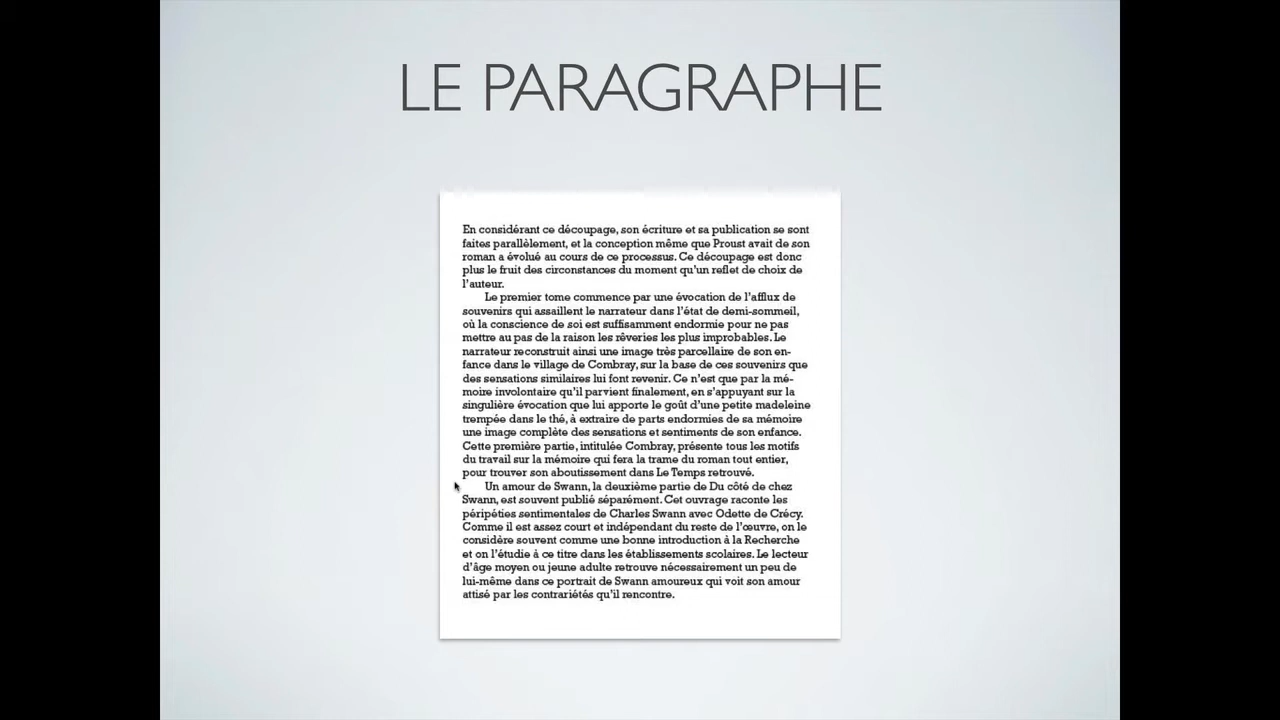 LE PARAGRAPHE
En considérant ce découpage, son écriture et sa publication se sont
faites parallèlement, et la conception même que Proust avait de son
roman a évolué au cours de ce processus. Ce découpage est donc
plus le fruit des circonstances du moment qu'un reflet de choix de
l'auteur.
Le premier tome commence par une évocation de l'afflux de
souvenirs qui assaillent le narrateur dans l'état de demi-sommeil,
où la conscience de soi est suffisamment endormie pour ne pas
mettre au pas de la raison les rêveries les plus improbables. Le
narrateur reconstruit ainsi une image très parcellaire de son en-
fance dans le village de Combray, sur la base de ces souvenirs que
des sensations similaires lui font revenir. Ce n'est que par la mé-
moire involontaire qu'il parvient finalement, en s'appuyant sur la
singulière évocation que lui apporte le goût d'une petite madeleine
trempée dans le thé, à extraire de parts endormies de sa mémoire
une image complète des sensations et sentiments de son enfance.
Cette première partie, intitulée Combray, présente tous les motifs
du travail sur la mémoire qui fera la trame du roman tout entier,
pour trouver son aboutissement dans Le Temps retrouvé.
Un amour de Swann, la deuxième partie de Du côté de chez
Swann, est souvent publié séparément. Cet ouvrage raconte les
péripéties sentimentales de Charles Swann avec Odette de Crécy.
Comme il est assez court et indépendant du reste de l'œuvre, on le
considère souvent comme une bonne introduction à la Recherche
et on l'étudie à ce titre dans les établissements scolaires. Le lecteur
d'âge moyen ou jeune adulte retrouve nécessairement un peu de
lui-même dans ce portrait de Swann amoureux qui voit son amour
attisé par les contrariétés qu'il rencontre.